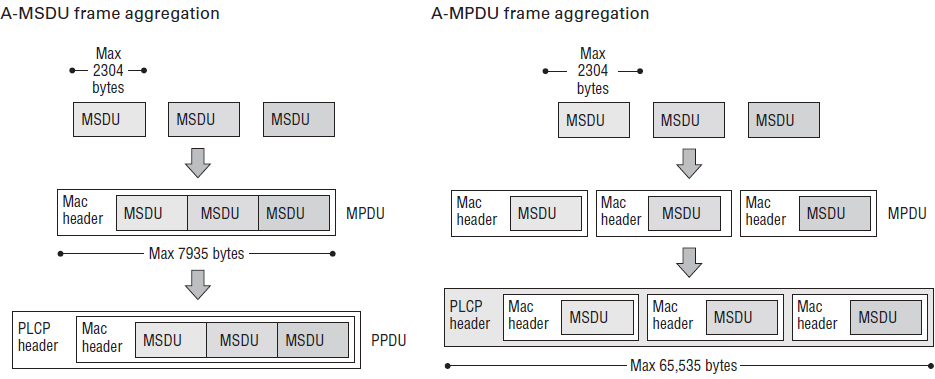 A-MSDU frame aggregation
Max
2304
bytes
MSDU MSDU MSDU
Mac
header
MSDU MSDU MSDU
MPDU
Max 7935 bytes
PLCP
header
Mac
header
MSDU MSDU MSDU
PPDU
A-MPDU frame aggregation
Max
2304
bytes
MSDU MSDU MSDU
Mac
header
MSDU
Mac
header
MSDU
Mac
header
MSDU
MPDU
PLCP
header
Mac
header
MSDU
Mac
header
MSDU
Mac
header
MSDU
Max 65,535 bytes